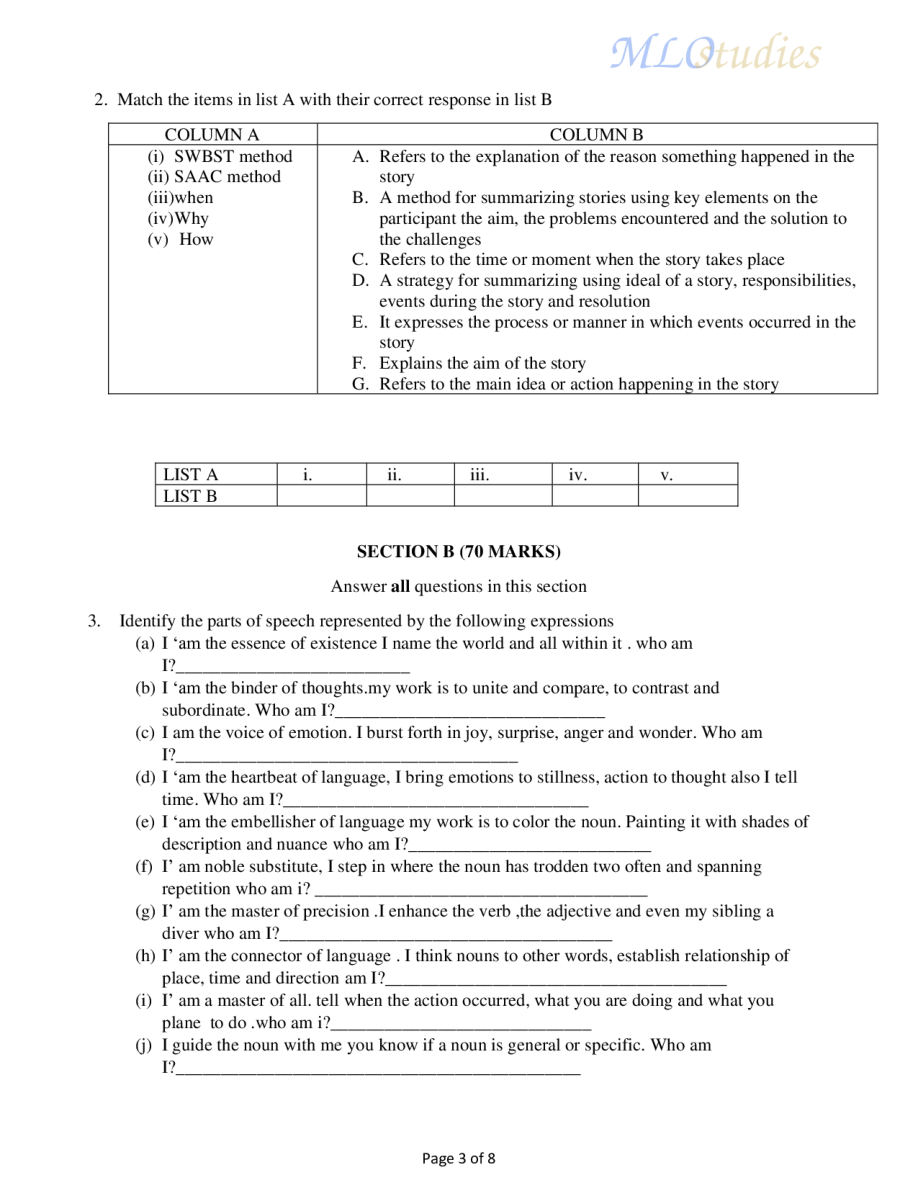 MLOstudies
2. Match the items in list A with their correct response in list B
COLUMN A COLUMN B
(i) SWBST method
(ii) SAAC method
(iii)when
(iv)Why
(v) How
A. Refers to the explanation of the reason something happened in the
story
B. A method for summarizing stories using key elements on the
participant the aim, the problems encountered and the solution to
the challenges
C. Refers to the time or moment when the story takes place
D. A strategy for summarizing using ideal of a story, responsibilities,
events during the story and resolution
E. It expresses the process or manner in which events occurred in the
story
F. Explains the aim of the story
G. Refers to the main idea or action happening in the story
LIST A i. ii. iii. iv. v.
LIST B
SECTION B (70 MARKS)
Answer all questions in this section
3. Identify the parts of speech represented by the following expressions
(a) I ‘am the essence of existence I name the world and all within it . who am
I?__________________________
(b) I ‘am the binder of thoughts.my work is to unite and compare, to contrast and
subordinate. Who am I?______________________________
(c) I am the voice of emotion. I burst forth in joy, surprise, anger and wonder. Who am
I?______________________________________
(d) I ‘am the heartbeat of language, I bring emotions to stillness, action to thought also I tell
time. Who am I?__________________________________
(e) I ‘am the embellisher of language my work is to color the noun. Painting it with shades of
description and nuance who am I?___________________________
(f) I’ am noble substitute, I step in where the noun has trodden two often and spanning
repetition who am i? _____________________________________
(g) I’ am the master of precision .I enhance the verb ,the adjective and even my sibling a
diver who am I?_____________________________________
(h) I’ am the connector of language . I think nouns to other words, establish relationship of
place, time and direction am I?______________________________________
(i) I’ am a master of all. tell when the action occurred, what you are doing and what you
plane to do .who am i?_____________________________
(j) I guide the noun with me you know if a noun is general or specific. Who am
I?_____________________________________________
Page 3 of 8